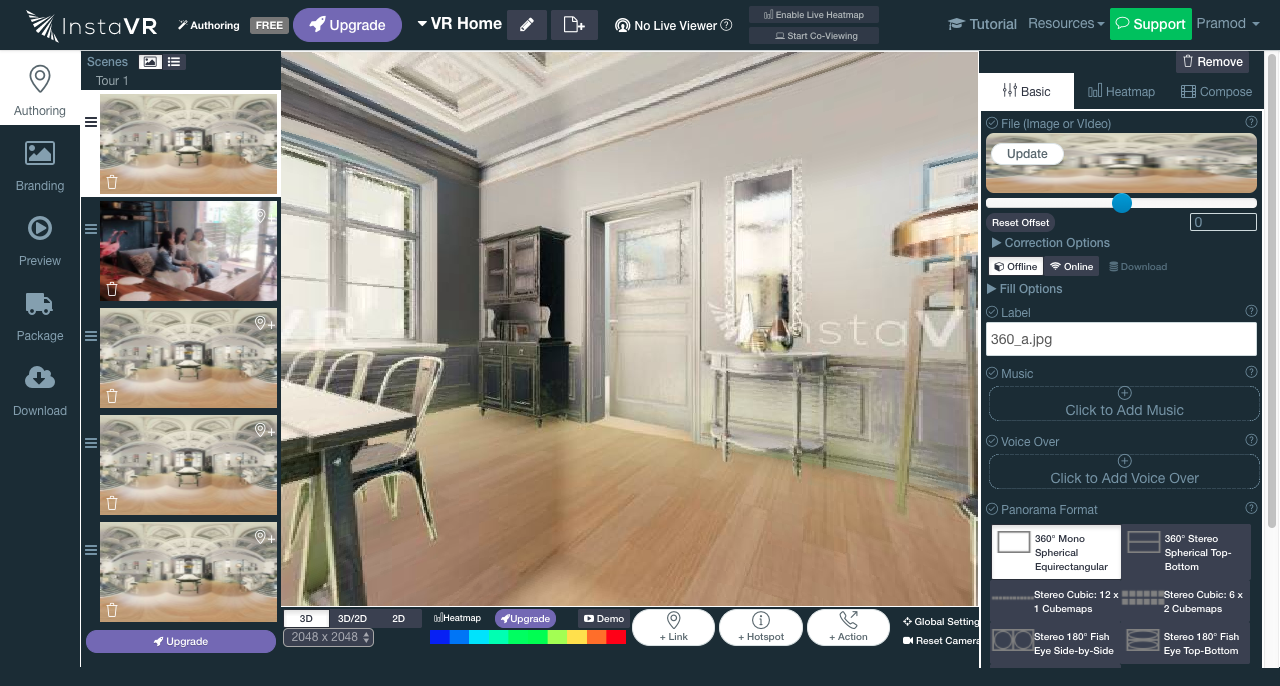 InstaVR
Authoring
FREE
Upgrade
VR Home
No Live Viewer
Enable Live Heatmap
Start Co-Viewing
Tutorial
Resources
Support
Pramod
Authoring
Branding
Preview
Package
Download
Scenes
Tour 1
Upgrade
VR
InstaV
3D
3D/2D
2D
2048 x 2048
Heatmap
Upgrade
Demo
+ Link
+ Hotspot
+ Action
Global Setting
Reset Camera
Remove
Basic
Heatmap
Compose
File (Image or VIdeo)
Update
Reset Offset
0
Correction Options
Offline
Online
Download
Fill Options
Label
360_a.jpg
Music
Click to Add Music
Voice Over
Click to Add Voice Over
Panorama Format
360° Mono
Spherical
Equirectangular
360° Stereo
Spherical Top-
Bottom
Stereo Cubic: 12 x
1 Cubemaps
Stereo Cubic: 6 x
2 Cubemaps
Stereo 180° Fish
Eye Side-by-Side
Stereo 180° Fish
Eye Top-Bottom